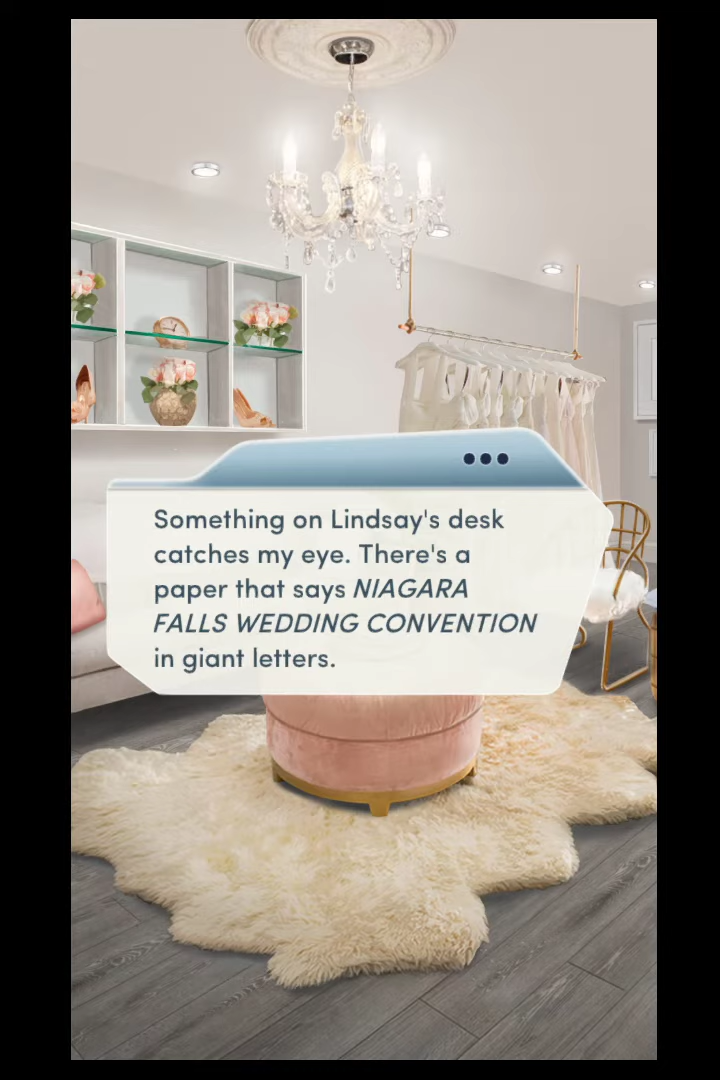 Something on Lindsay's desk
catches my eye. There's a
paper that says NIAGARA
FALLS WEDDING CONVENTION
in giant letters.